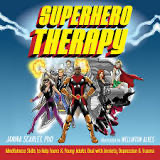 SUPERHERO
THERAPY
JANINA SCARLET, PHD
ILLUSTRATED BY WELLINTON ALVES
Mindfulness Skills to Help Teens & Young Adults Deal with Anxiety, Depression & Trauma